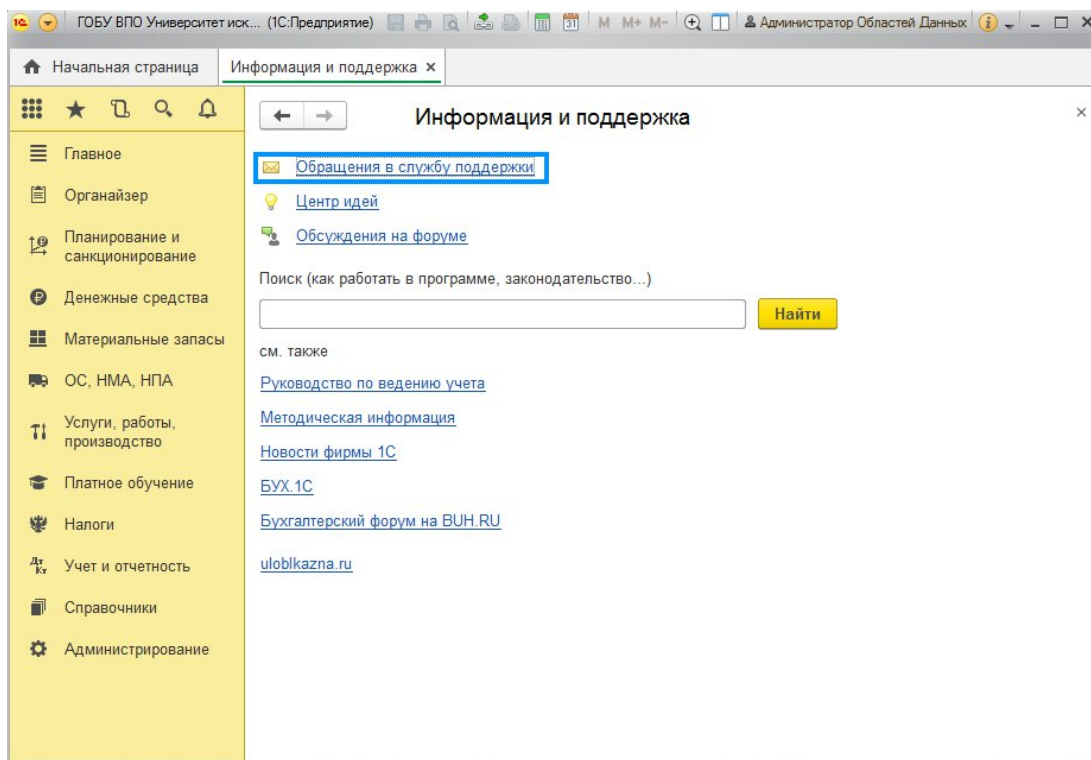 ГОБУ ВПО Университет иск... (1С:Предприятие) M M+ M- Администратор Областей Данных
Начальная страница Информация и поддержка
Главное
Органайзер
Планирование и
санкционирование
Денежные средства
Материальные запасы
ОС, НМА, НПА
Услуги, работы,
производство
Платное обучение
Налоги
Учет и отчетность
Справочники
Администрирование
Информация и поддержка
Обращения в службу поддержки
Центр идей
Обсуждения на форуме
Поиск (как работать в программе, законодательство...)
Найти
см. также
Руководство по ведению учета
Методическая информация
Новости фирмы 1С
БУХ.1С
Бухгалтерский форум на BUH.RU
uloblkazna.ru